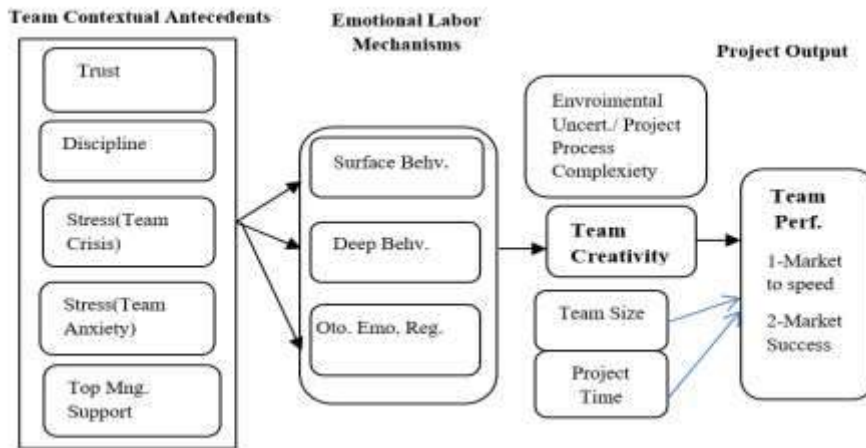 Team Contextual Antecedents
Trust
Discipline
Stress(Team
Crisis)
Stress(Team
Anxiety)
Top Mng.
Support
Emotional Labor
Mechanisms
Surface Behv.
Deep Behv.
Oto. Emo. Reg.
Envroimental
Uncert./ Project
Process
Complexiety
Team
Creativity
Team Size
Project
Time
Project Output
Team
Perf.
1-Market
to speed
2-Market
Success